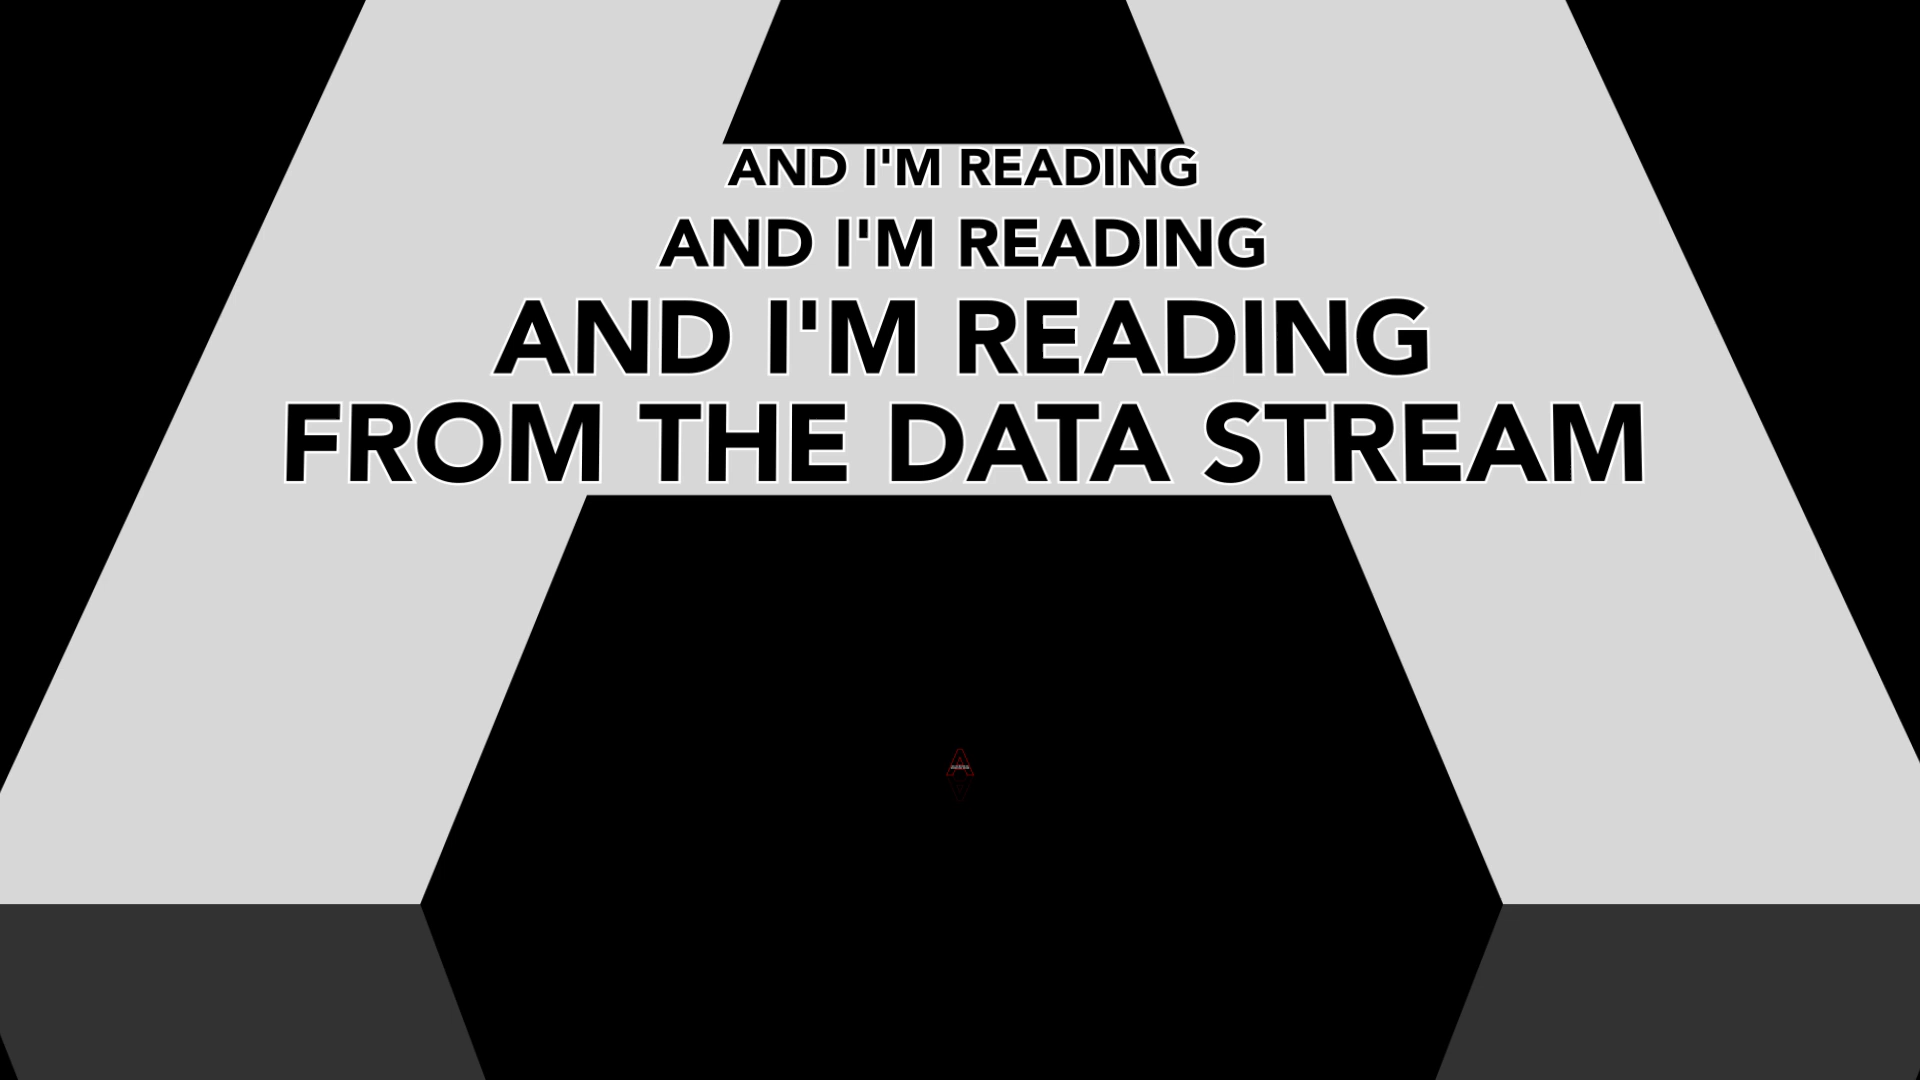 AND I'M READING
AND I'M READING
AND I'M READING
FROM THE DATA STREAM
A